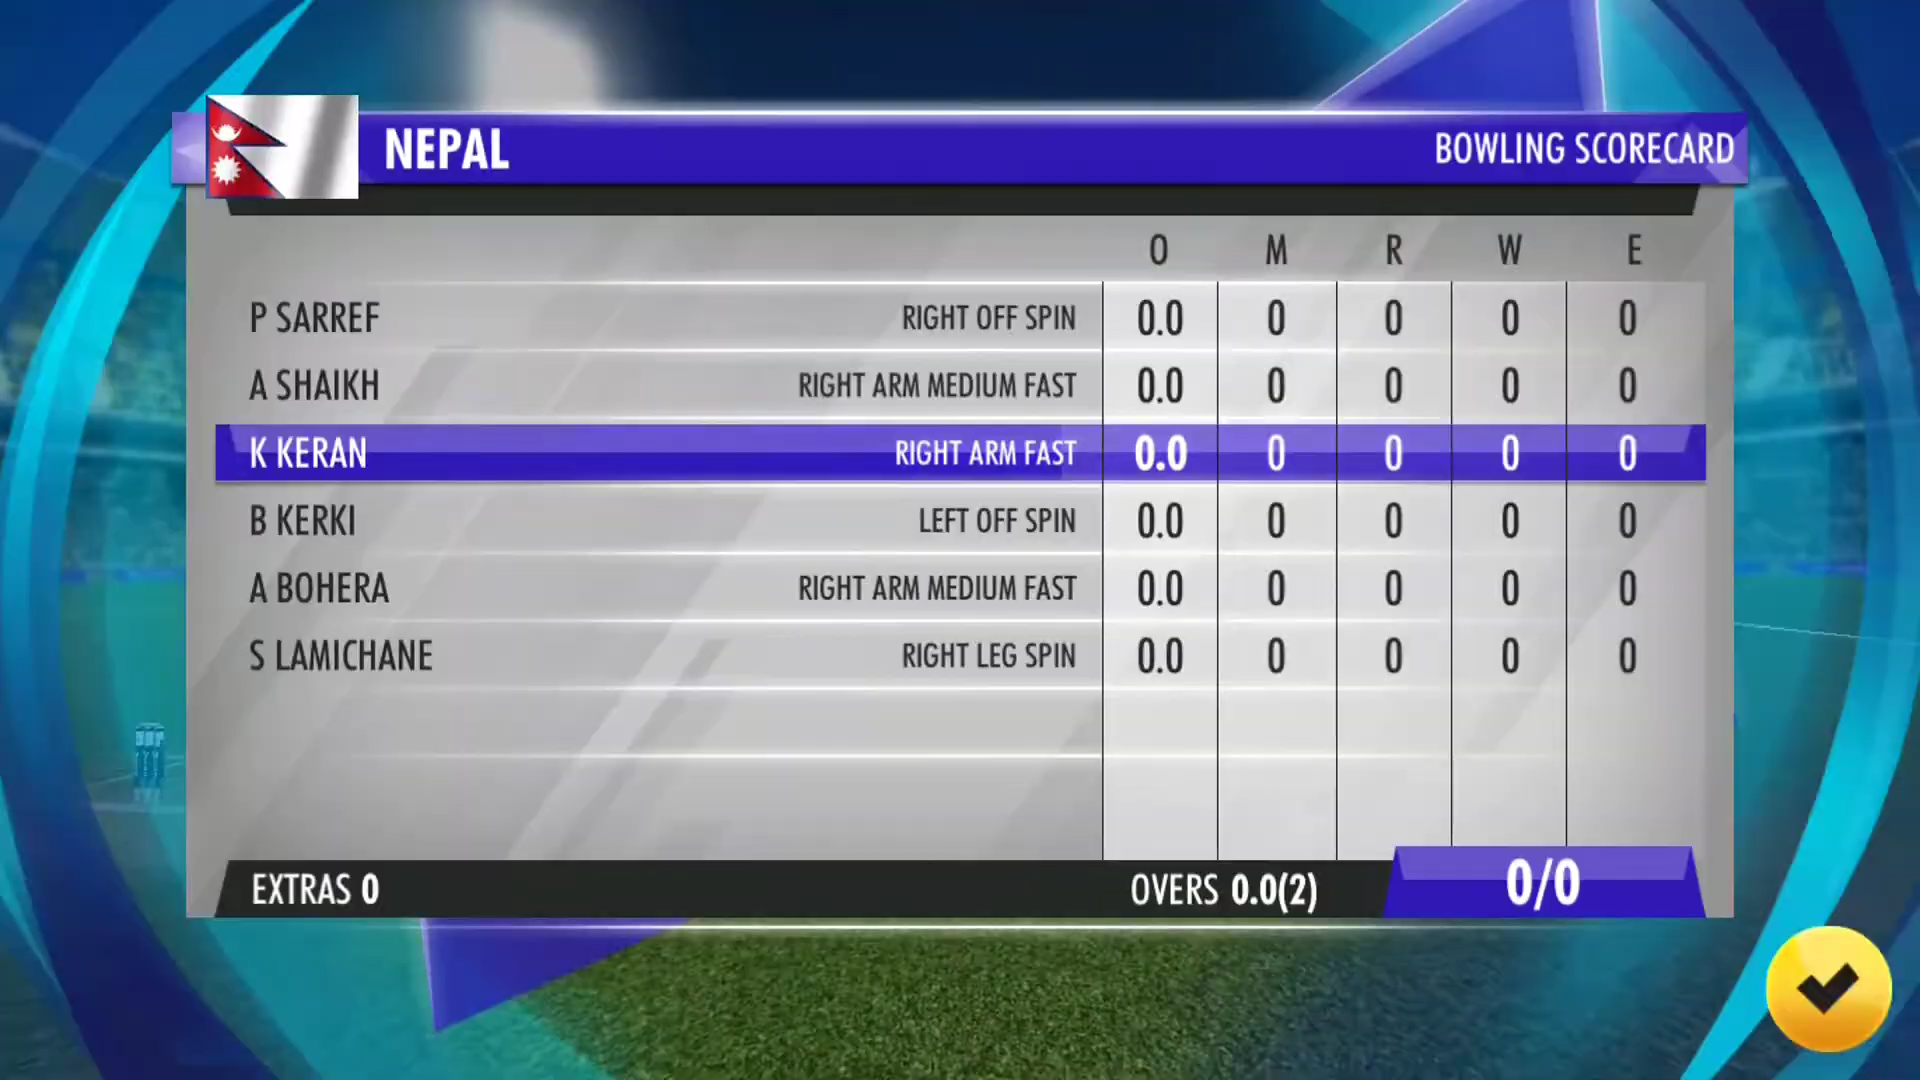 NEPAL BOWLING SCORECARD
O M R W E
P SARREF RIGHT OFF SPIN 0.0 0 0 0 0
A SHAIKH RIGHT ARM MEDIUM FAST 0.0 0 0 0 0
K KERAN RIGHT ARM FAST 0.0 0 0 0 0
B KERKI LEFT OFF SPIN 0.0 0 0 0 0
A BOHERA RIGHT ARM MEDIUM FAST 0.0 0 0 0 0
S LAMICHANE RIGHT LEG SPIN 0.0 0 0 0 0
EXTRAS 0 OVERS 0.0(2) 0/0